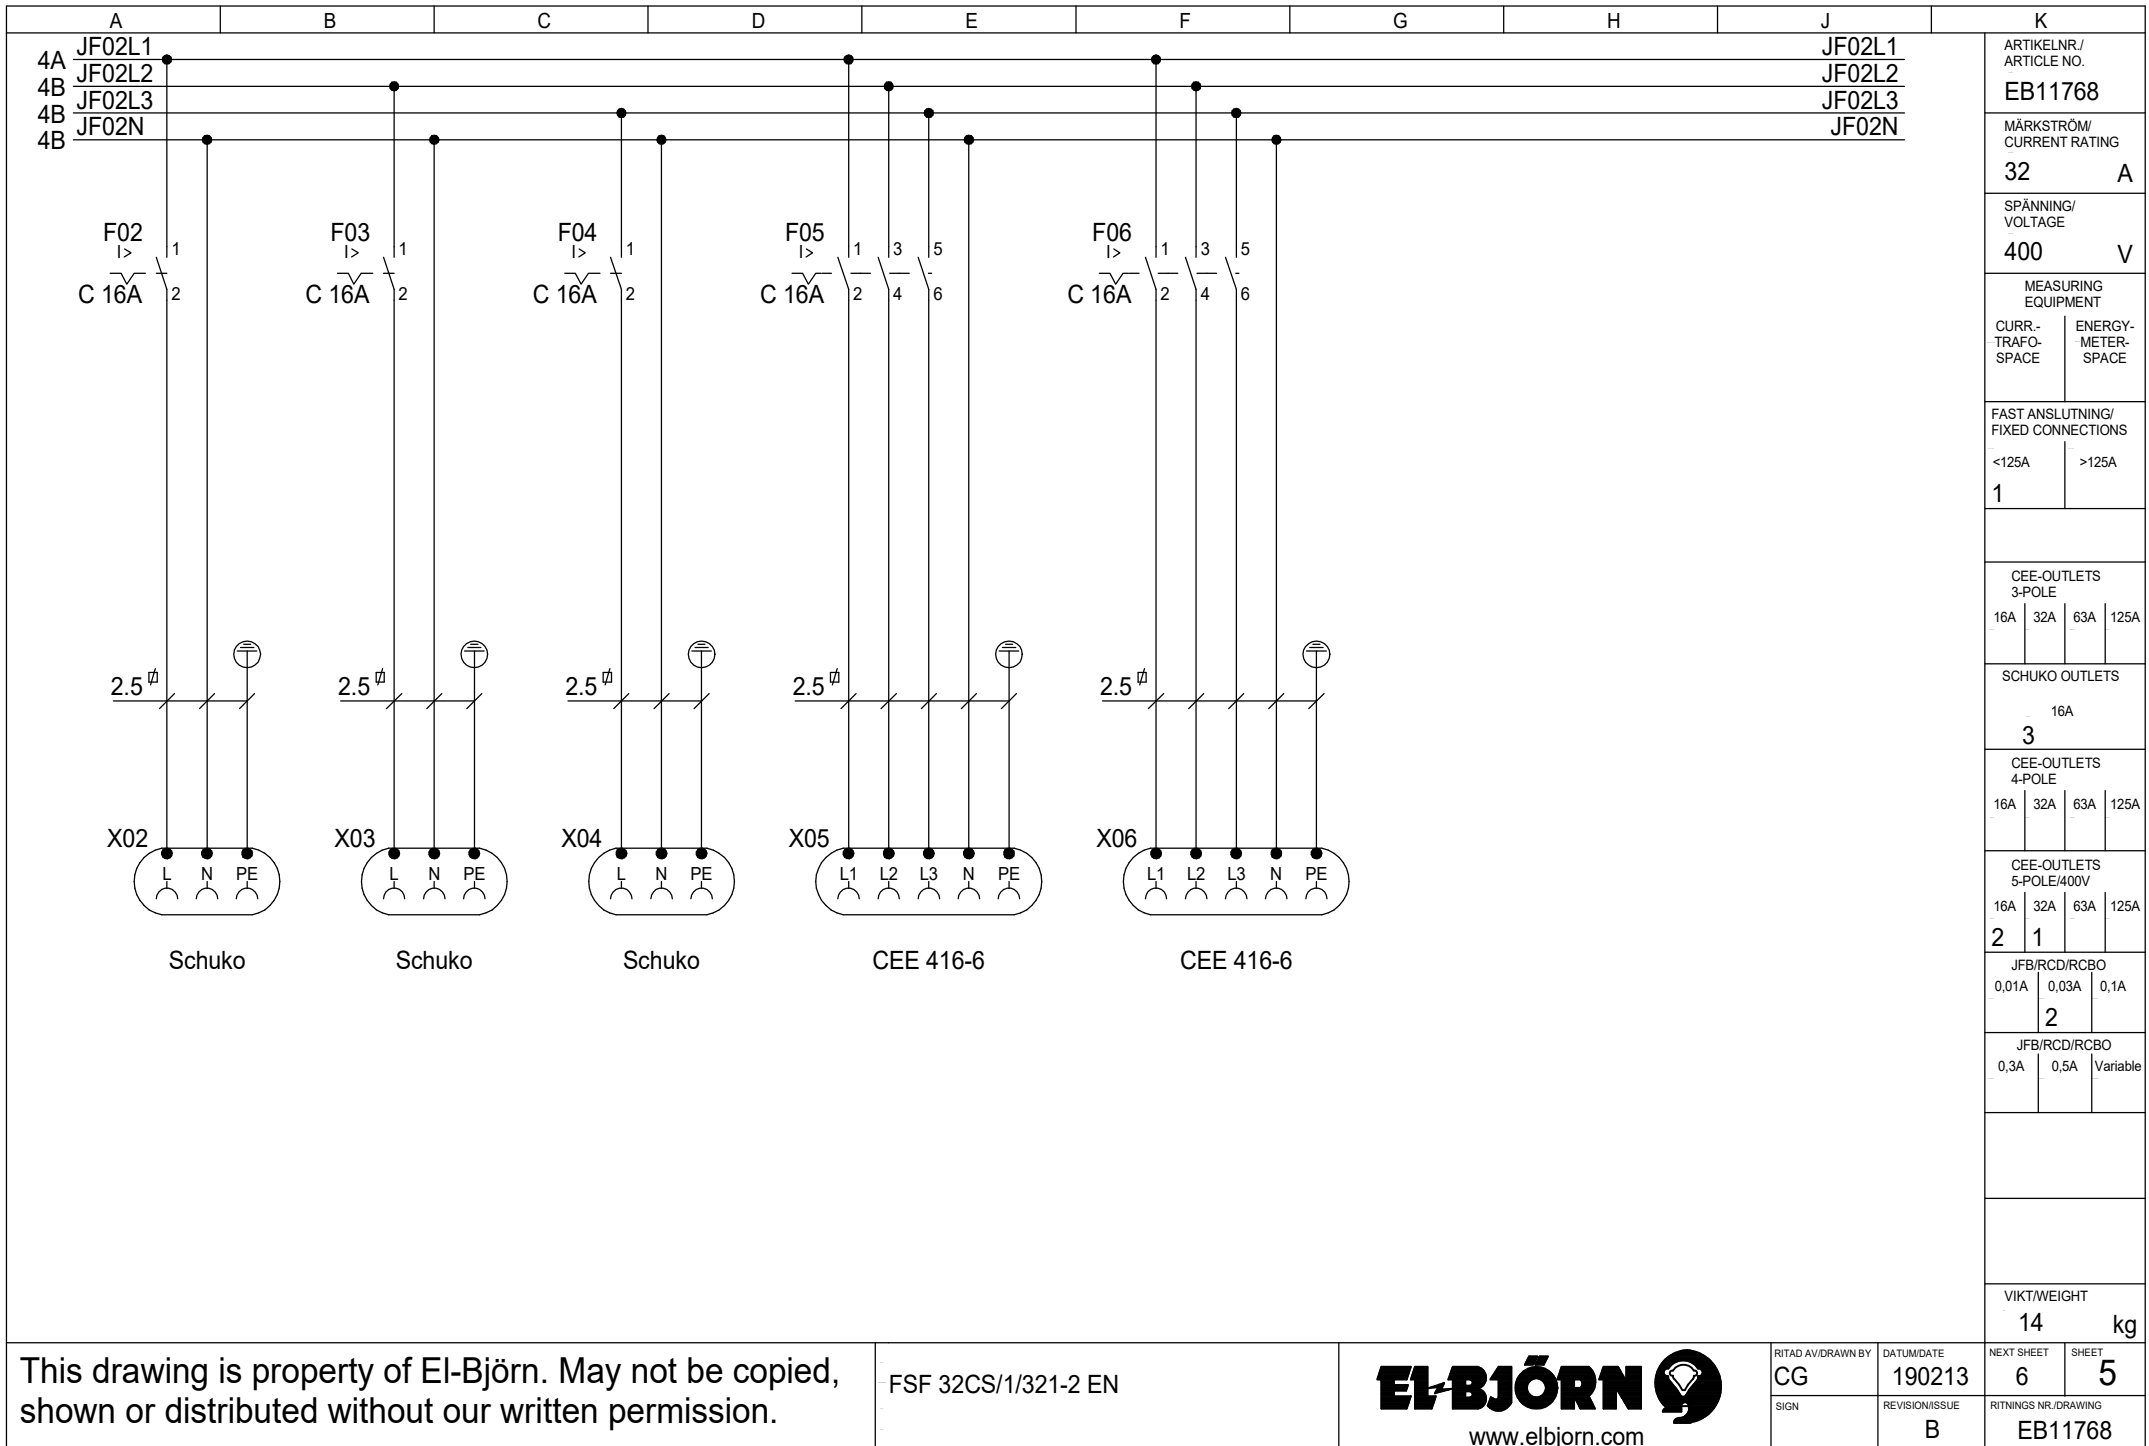 A B C D E F G H J K
JF02L1 JF02L1
4A
JF02L2 JF02L2
4B
JF02L3 JF02L3
4B
JF02N JF02N
4B
F02 F03 F04 F05 F06
I> I> I> I> I>
1 1 1 1 3 5 1 3 5
C 16A 2 C 16A 2 C 16A 2 C 16A 2 4 6 C 16A 2 4 6
2.5 2.5 2.5 2.5 2.5
X02 X03 X04 X05 X06
L N PE L N PE L N PE L1 L2 L3 N PE L1 L2 L3 N PE
Schuko Schuko Schuko CEE 416-6 CEE 416-6
ARTIKELNR./
ARTICLE NO.
EB11768
MÄRKSTRÖM/
CURRENT RATING
32 A
SPÄNNING/
VOLTAGE
400 V
MEASURING
EQUIPMENT
CURR.- ENERGY-
TRAFO- METER-
SPACE SPACE
FAST ANSLUTNING/
FIXED CONNECTIONS
<125A >125A
1
CEE-OUTLETS
3-POLE
16A 32A 63A 125A
SCHUKO OUTLETS
16A
3
CEE-OUTLETS
4-POLE
16A 32A 63A 125A
CEE-OUTLETS
5-POLE/400V
16A 32A 63A 125A
2 1
JFB/RCD/RCBO
0,01A 0,03A 0,1A
2
JFB/RCD/RCBO
0,3A 0,5A Variable
VIKT/WEIGHT
14 kg
This drawing is property of El-Björn. May not be copied,
shown or distributed without our written permission.
FSF 32CS/1/321-2 EN
EL-BJÖRN
www.elbjorn.com
RITAD AV/DRAWN BY DATUM/DATE NEXT SHEET SHEET
CG 190213 6 5
SIGN REVISION/ISSUE RITNINGS NR./DRAWING
B EB11768